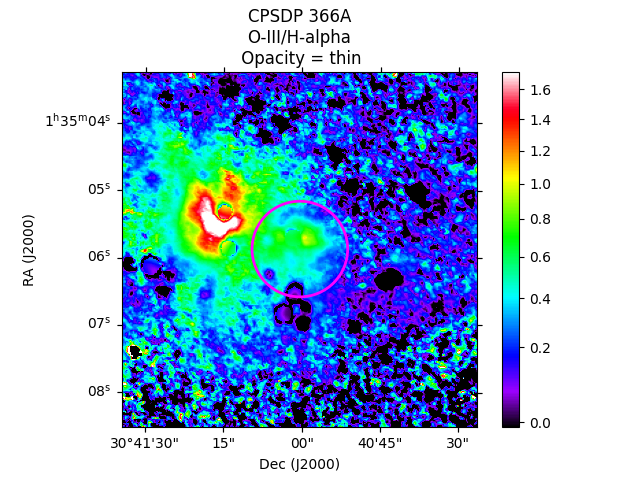 CPSDP 366A
O-III/H-alpha
Opacity = thin
1ʰ35ᵐ04ˢ
05ˢ
06ˢ
07ˢ
08ˢ
RA (J2000)
30°41'30" 15" 00" 40'45" 30"
Dec (J2000)
1.6
1.4
1.2
1.0
0.8
0.6
0.4
0.2
0.0